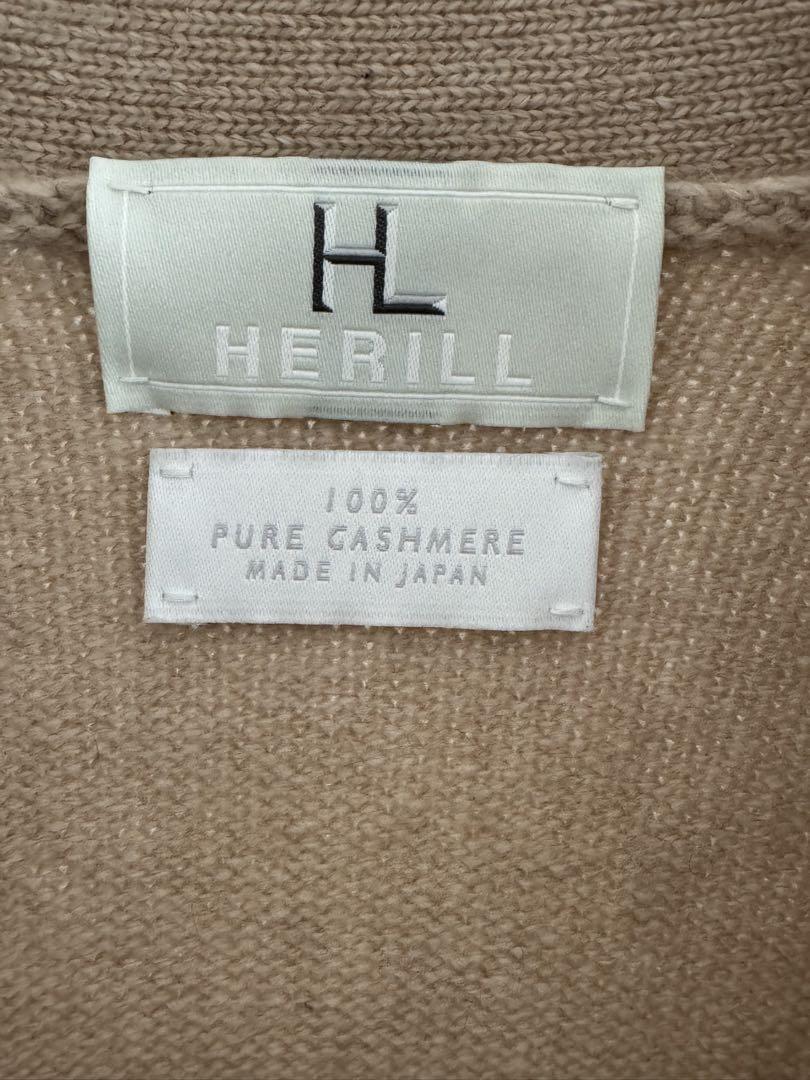 HL
HERILL
100%
PURE CASHMERE
MADE IN JAPAN